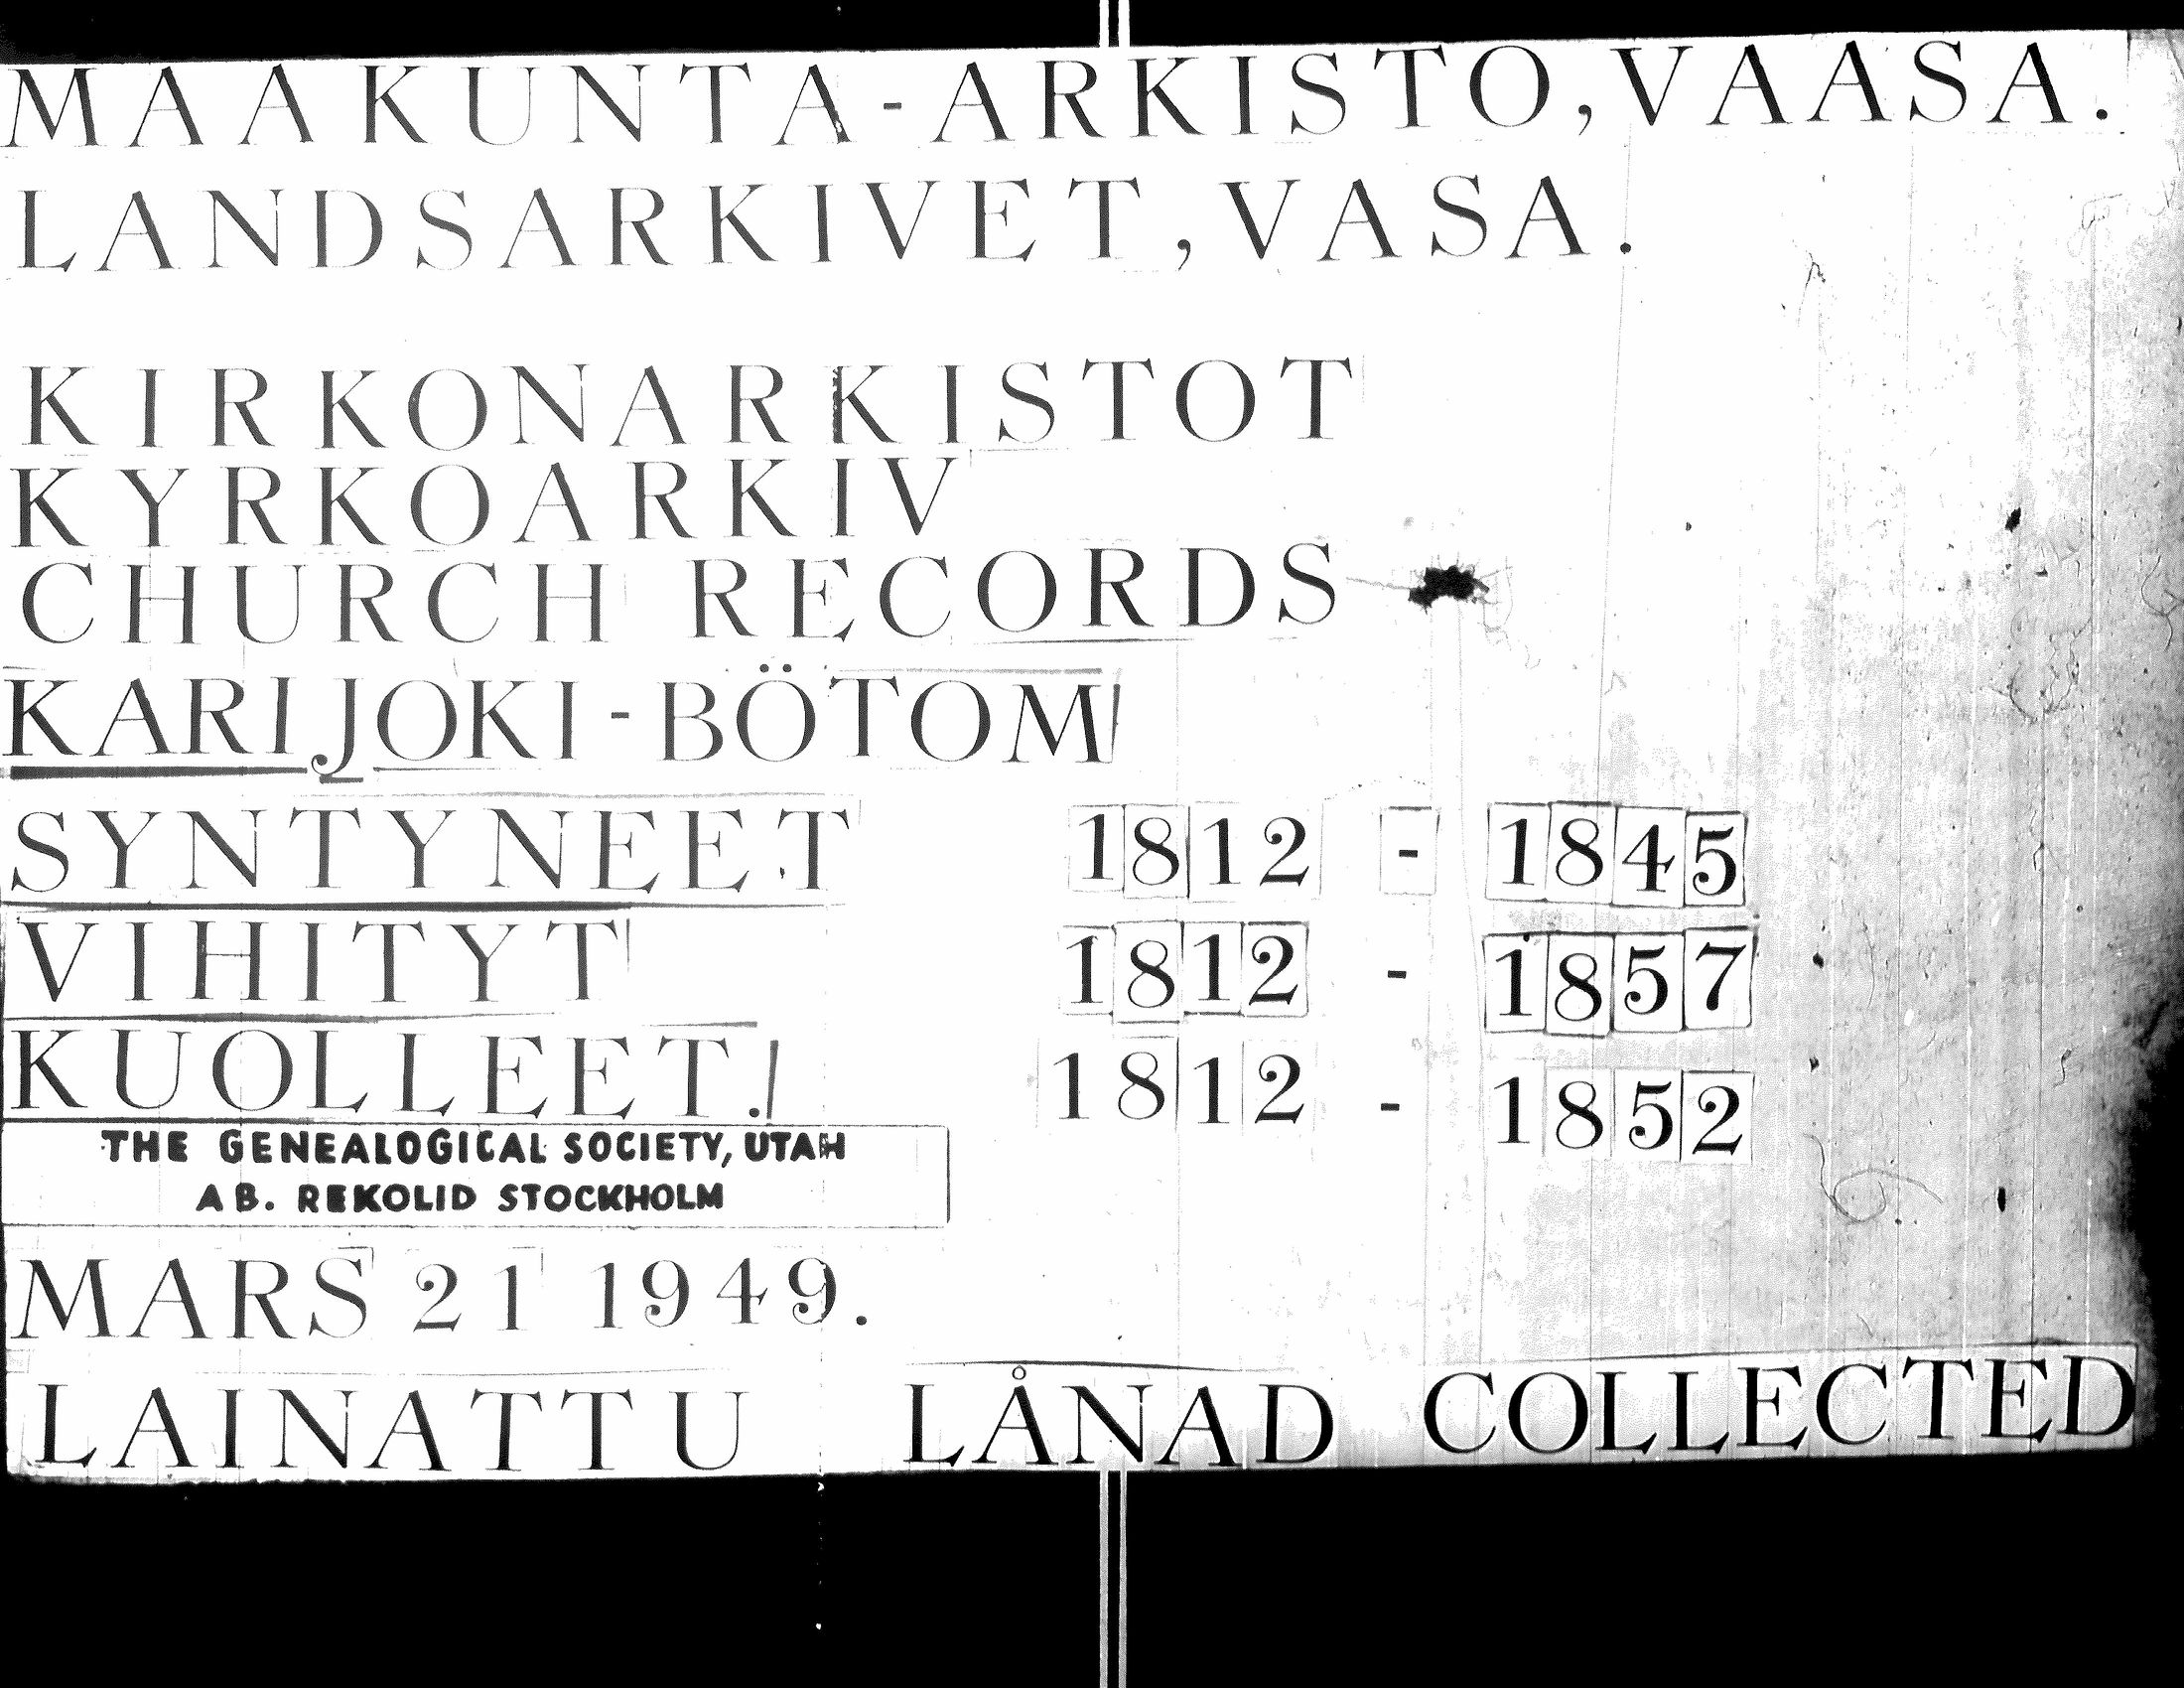 MAAKUNTA-ARKISTO, VAASA.
LANDSARKIVET, VASA.
KIRKONARKISTOT
KYRKOARKIV
CHURCH RECORDS
KARIJOKI-BÖTOM
SYNTYNEET 1812 - 1845
VIHITYT 1812 - 1857
KUOLLEET. 1812 - 1852
THE GENEALOGICAL SOCIETY, UTAH
AB. REKOLID STOCKHOLM
MARS 21 1949.
LAINATTU LÅNAD COLLECTED